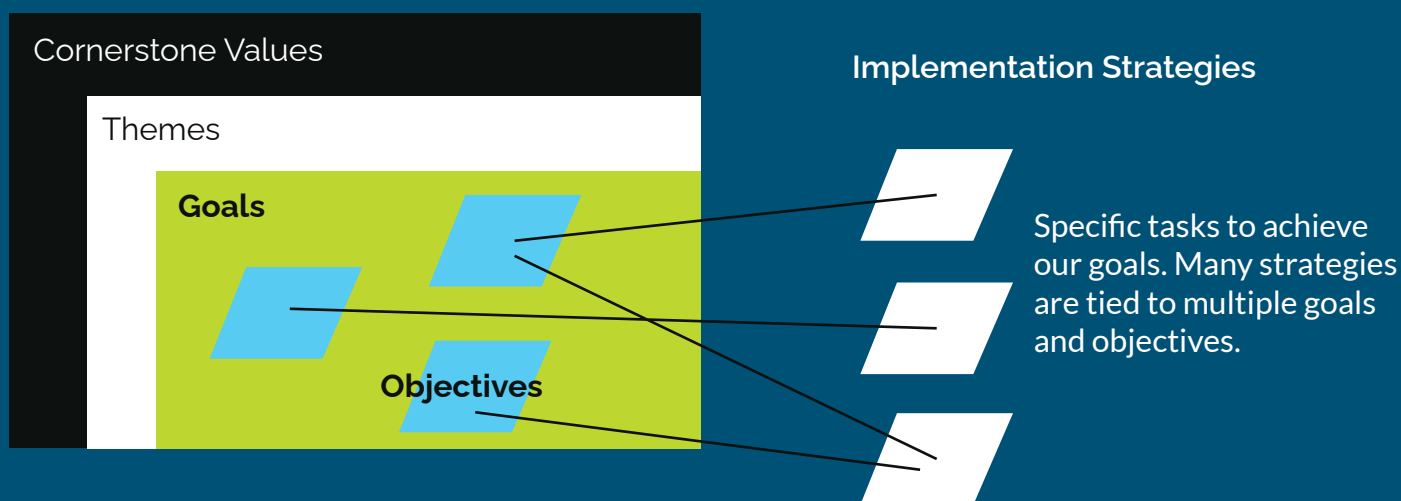 Cornerstone Values
Themes
Goals
Objectives
Implementation Strategies
Specific tasks to achieve
our goals. Many strategies
are tied to multiple goals
and objectives.